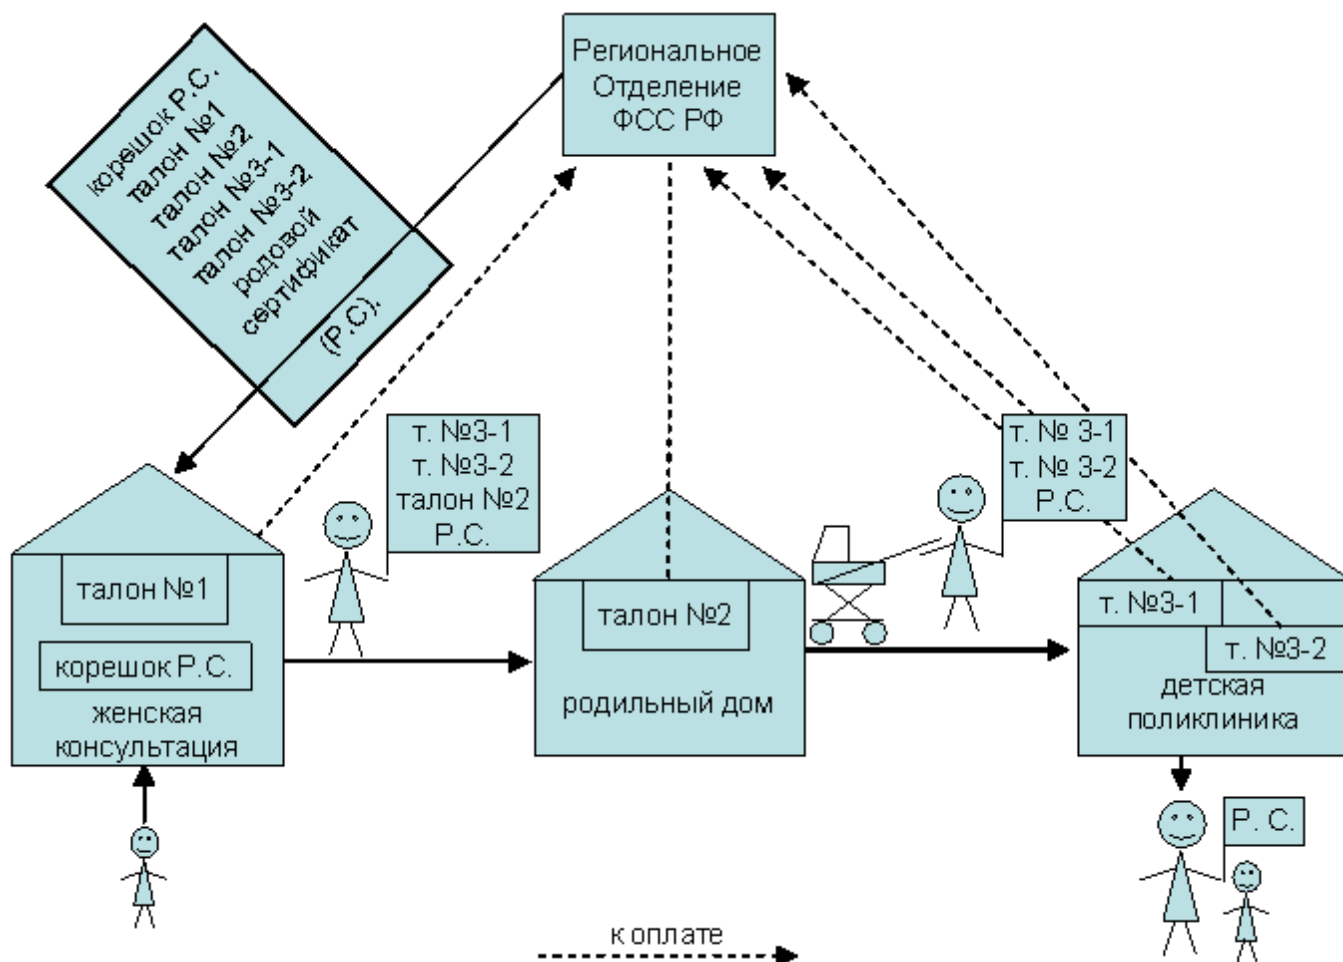 Региональное
Отделение
ФСС РФ
корешок Р.С.
талон №1
талон №2
талон №3-1
талон №3-2
родовой
сертификат
(Р.С).
т. №3-1
т. №3-2
талон №2
Р.С.
т. № 3-1
т. № 3-2
Р.С.
талон №1
корешок Р.С.
женская
консультация
талон №2
родильный дом
т. №3-1
т. №3-2
детская
поликлиника
Р. С.
к оплате